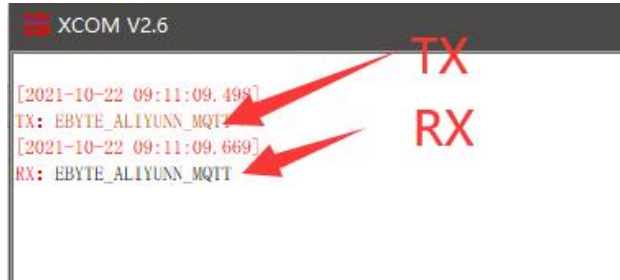 XCOM V2.6
TX
[2021-10-22 09:11:09.498]
TX: EBYTE_ALIYUNN_MQTT
RX
[2021-10-22 09:11:09.669]
RX: EBYTE_ALIYUNN_MQTT